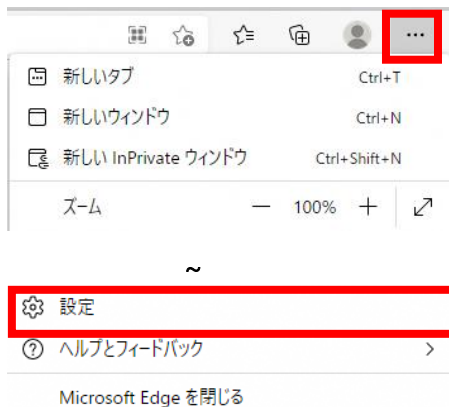 …
新しいタブ Ctrl+T
新しいウィンドウ Ctrl+N
新しい InPrivate ウィンドウ Ctrl+Shift+N
ズーム — 100% +
~
設定
ヘルプとフィードバック >
Microsoft Edge を閉じる